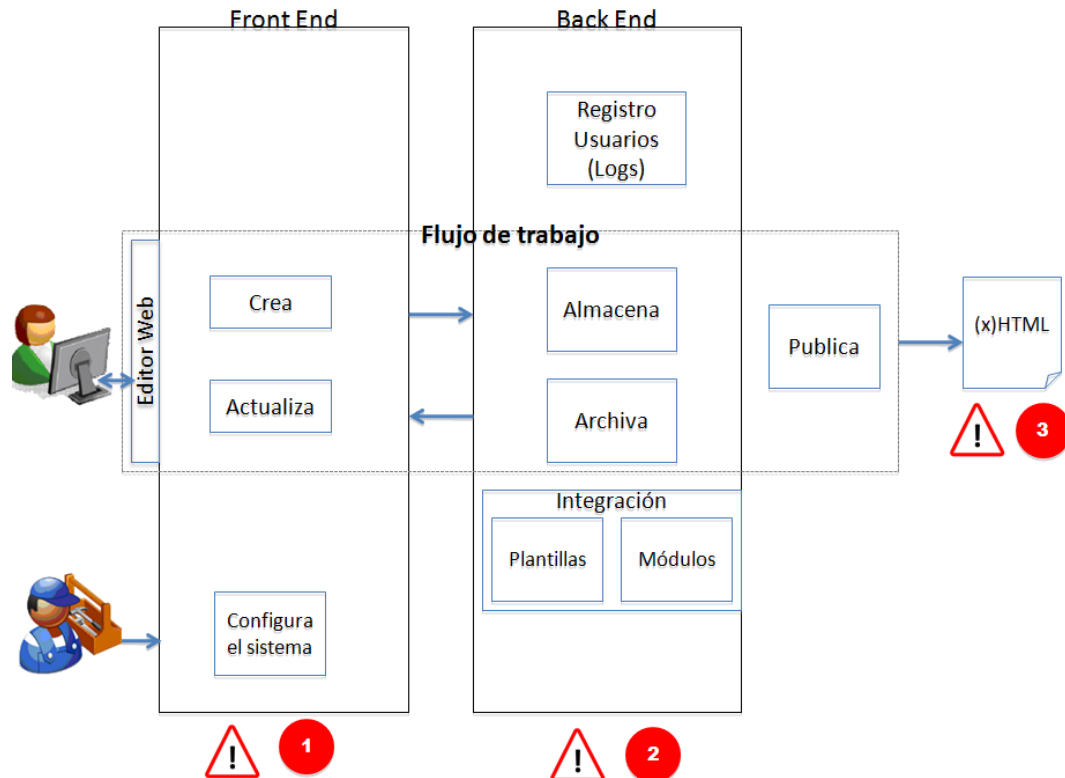 Front End
Back End
Registro
Usuarios
(Logs)
Flujo de trabajo
Editor Web
Crea
Almacena
Publica
(x)HTML
Actualiza
Archiva
! 3
Integración
Plantillas
Módulos
Configura
el sistema
! 1
! 2